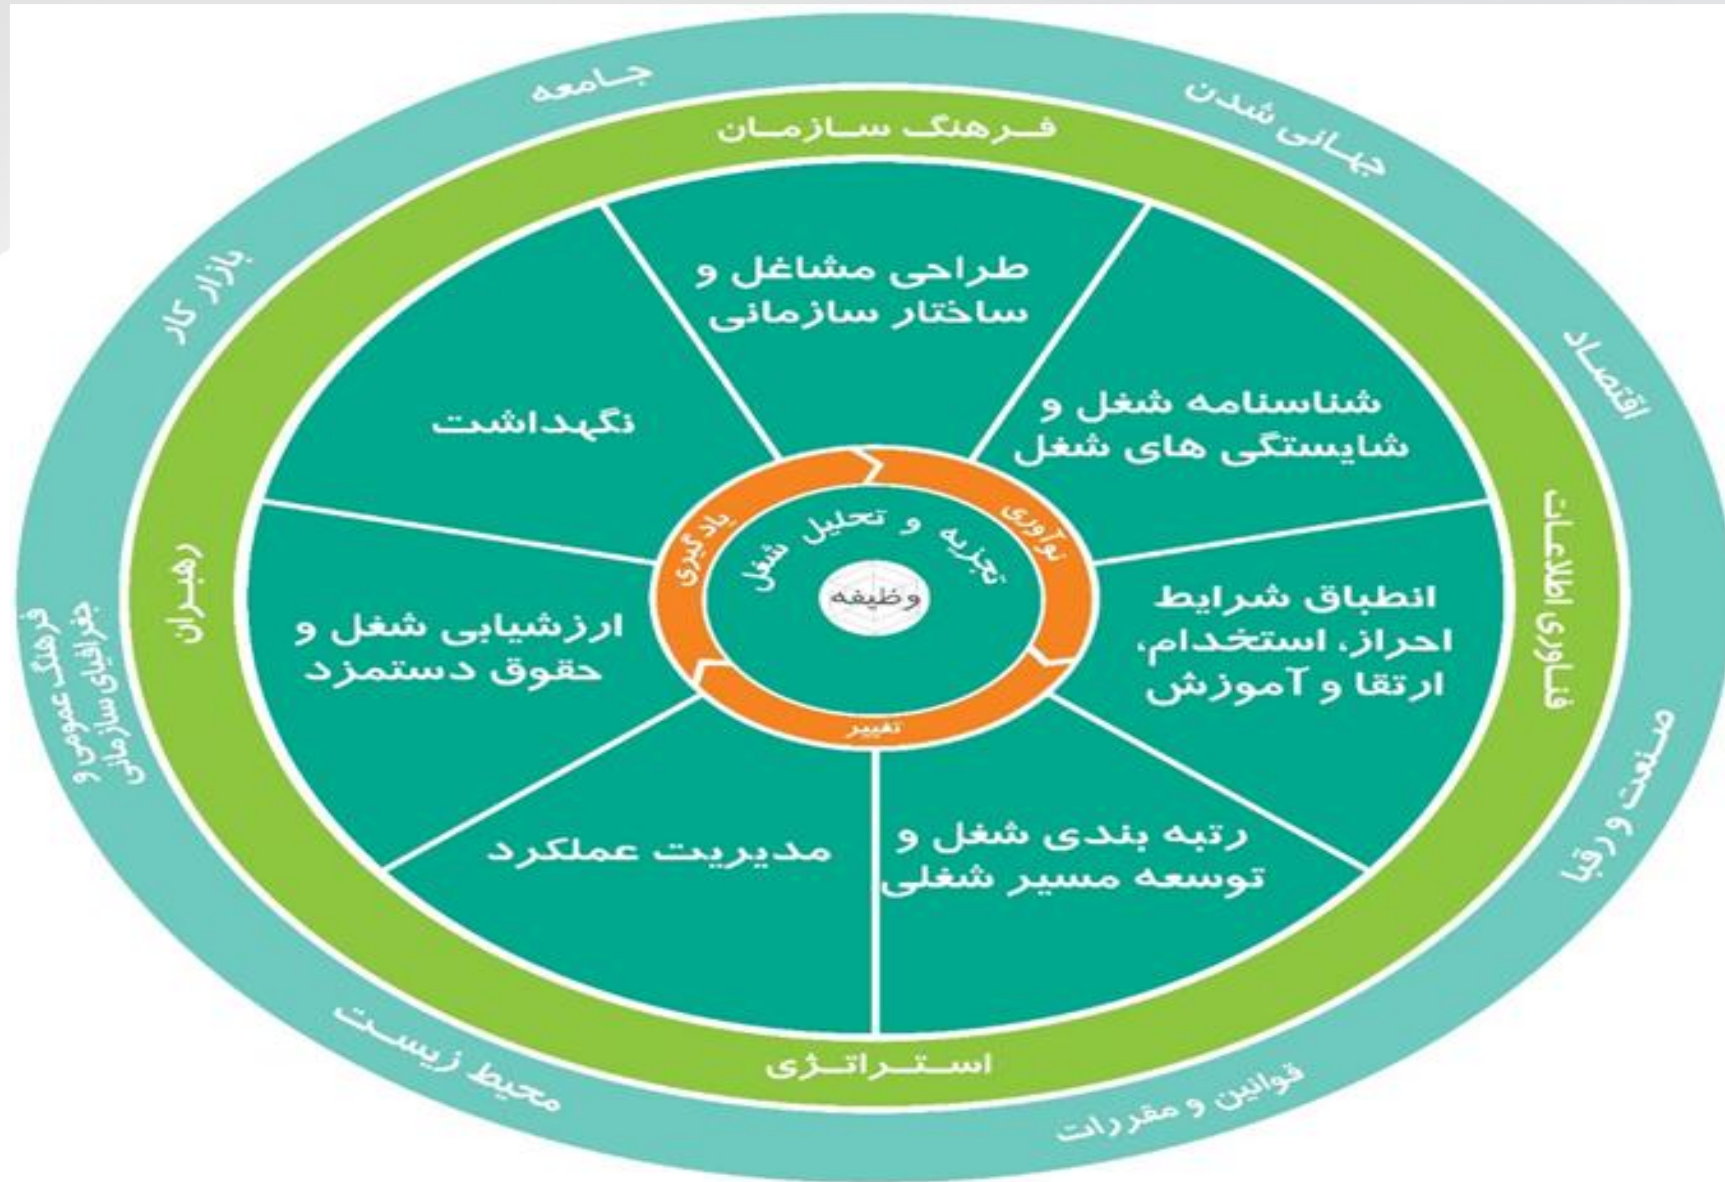 جامعه
جهانی شدن
اقتصاد
صنعت و رقبا
قوانین و مقررات
محیط زیست
فرهنگ عمومی و
جغرافیای سازمانی
بازار کار
فرهنگ سازمان
فناوری اطلاعات
استراتژی
رهبران
طراحی مشاغل و
ساختار سازمانی
شناسنامه شغل و
شایستگی های شغل
انطباق شرایط
احراز، استخدام،
ارتقا و آموزش
رتبه بندی شغل و
توسعه مسیر شغلی
مدیریت عملکرد
ارزشیابی شغل و
حقوق دستمزد
نگهداشت
نوآوری
تغییر
یادگیری
تجزیه و تحلیل شغل
وظیفه